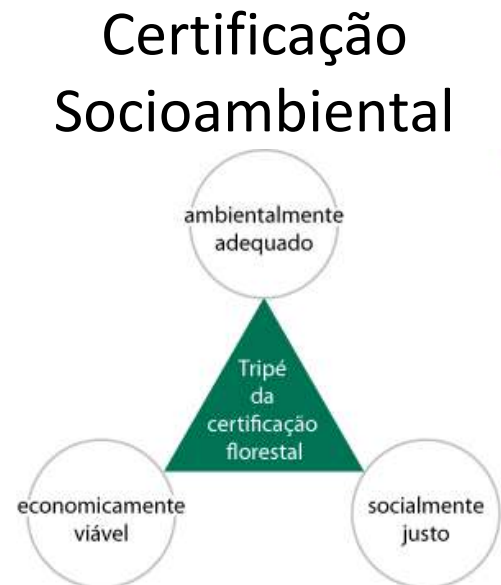 Certificação
Socioambiental
ambientalmente
adequado
Tripé
da
certificação
florestal
economicamente
viável
socialmente
justo